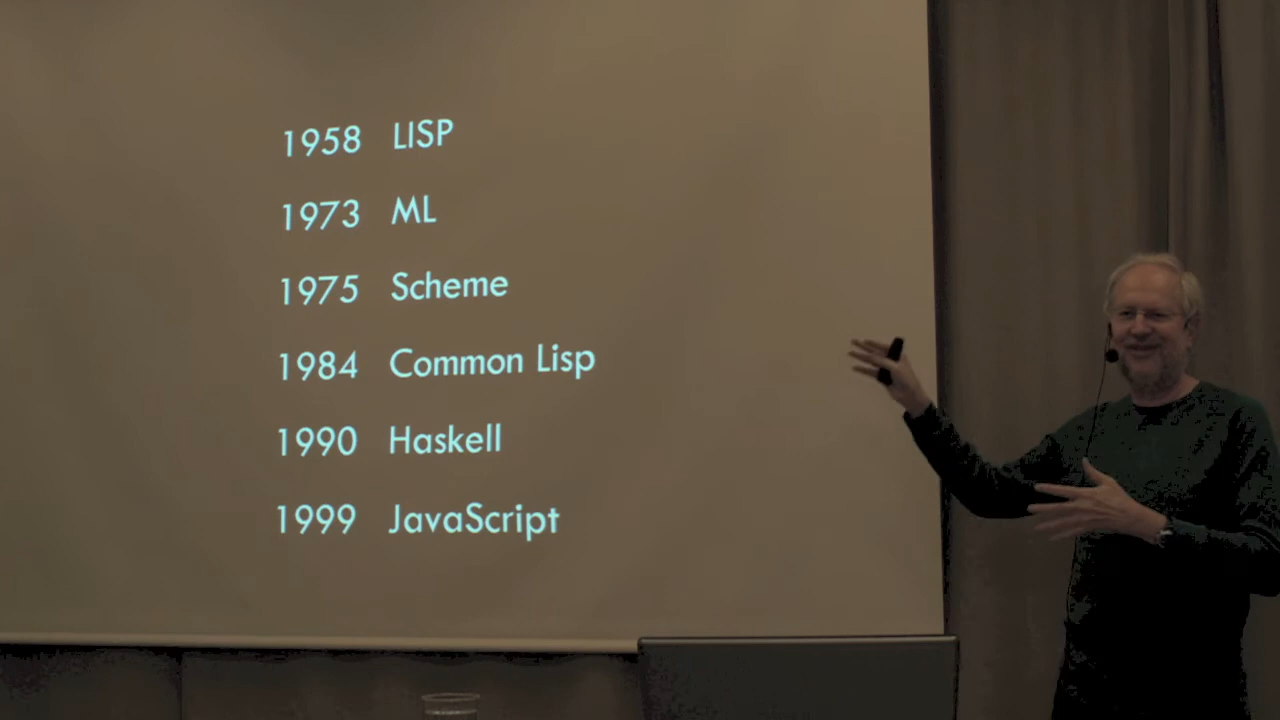 1958 LISP
1973 ML
1975 Scheme
1984 Common Lisp
1990 Haskell
1999 JavaScript